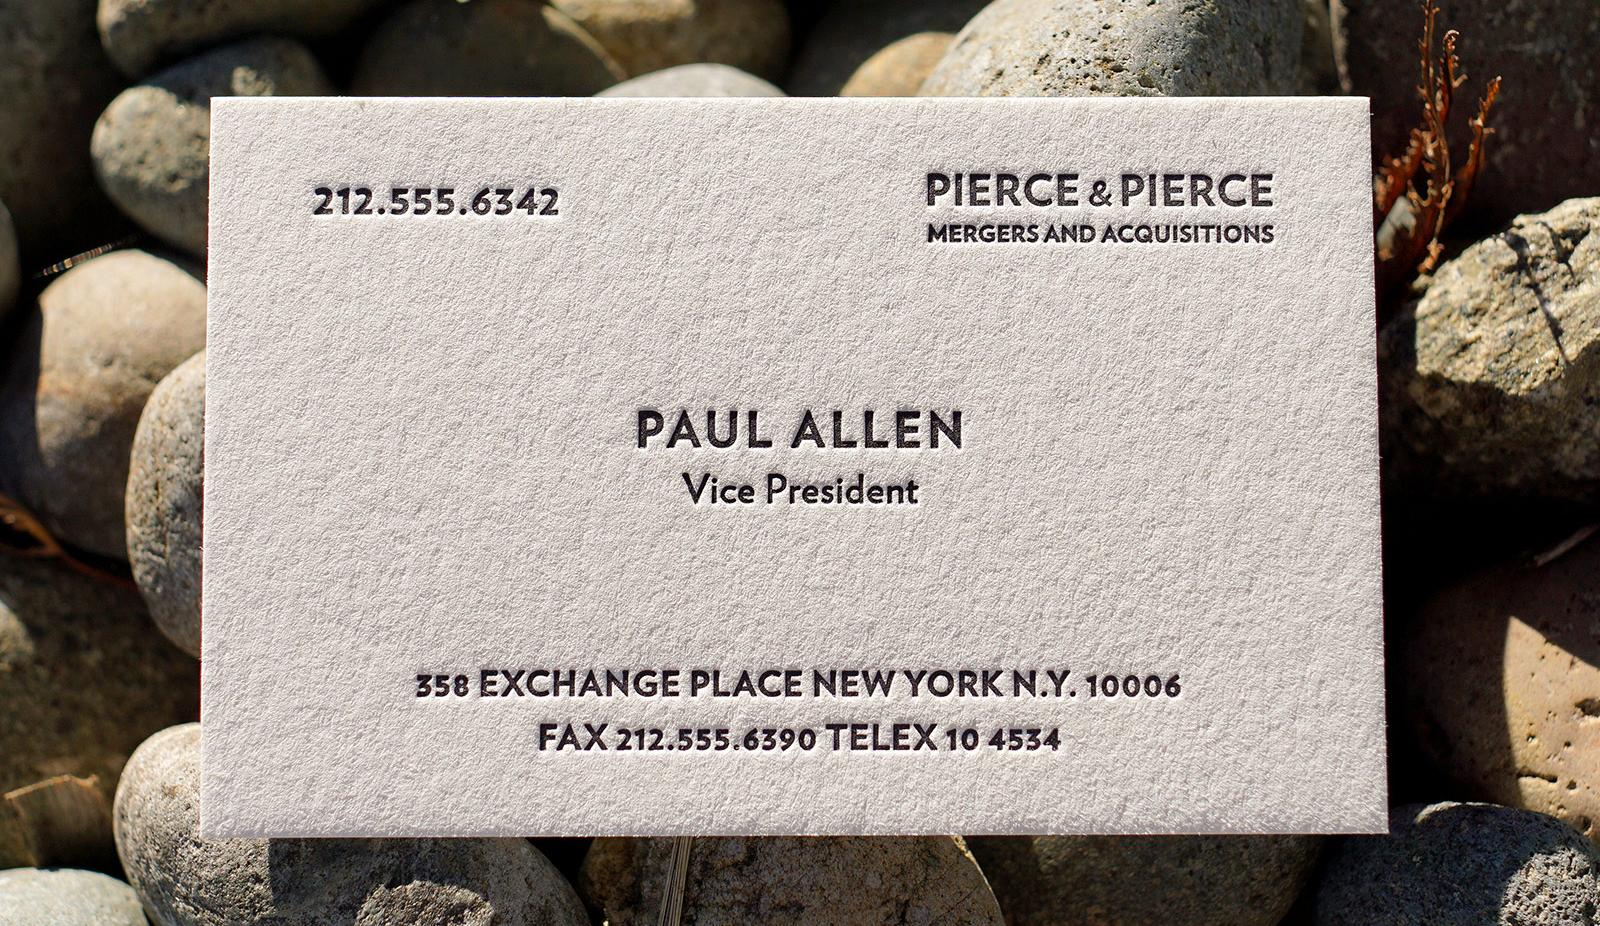 212.555.6342
PIERCE & PIERCE
MERGERS AND ACQUISITIONS
PAUL ALLEN
Vice President
358 EXCHANGE PLACE NEW YORK N.Y. 10006
FAX 212.555.6390 TELEX 10 4534